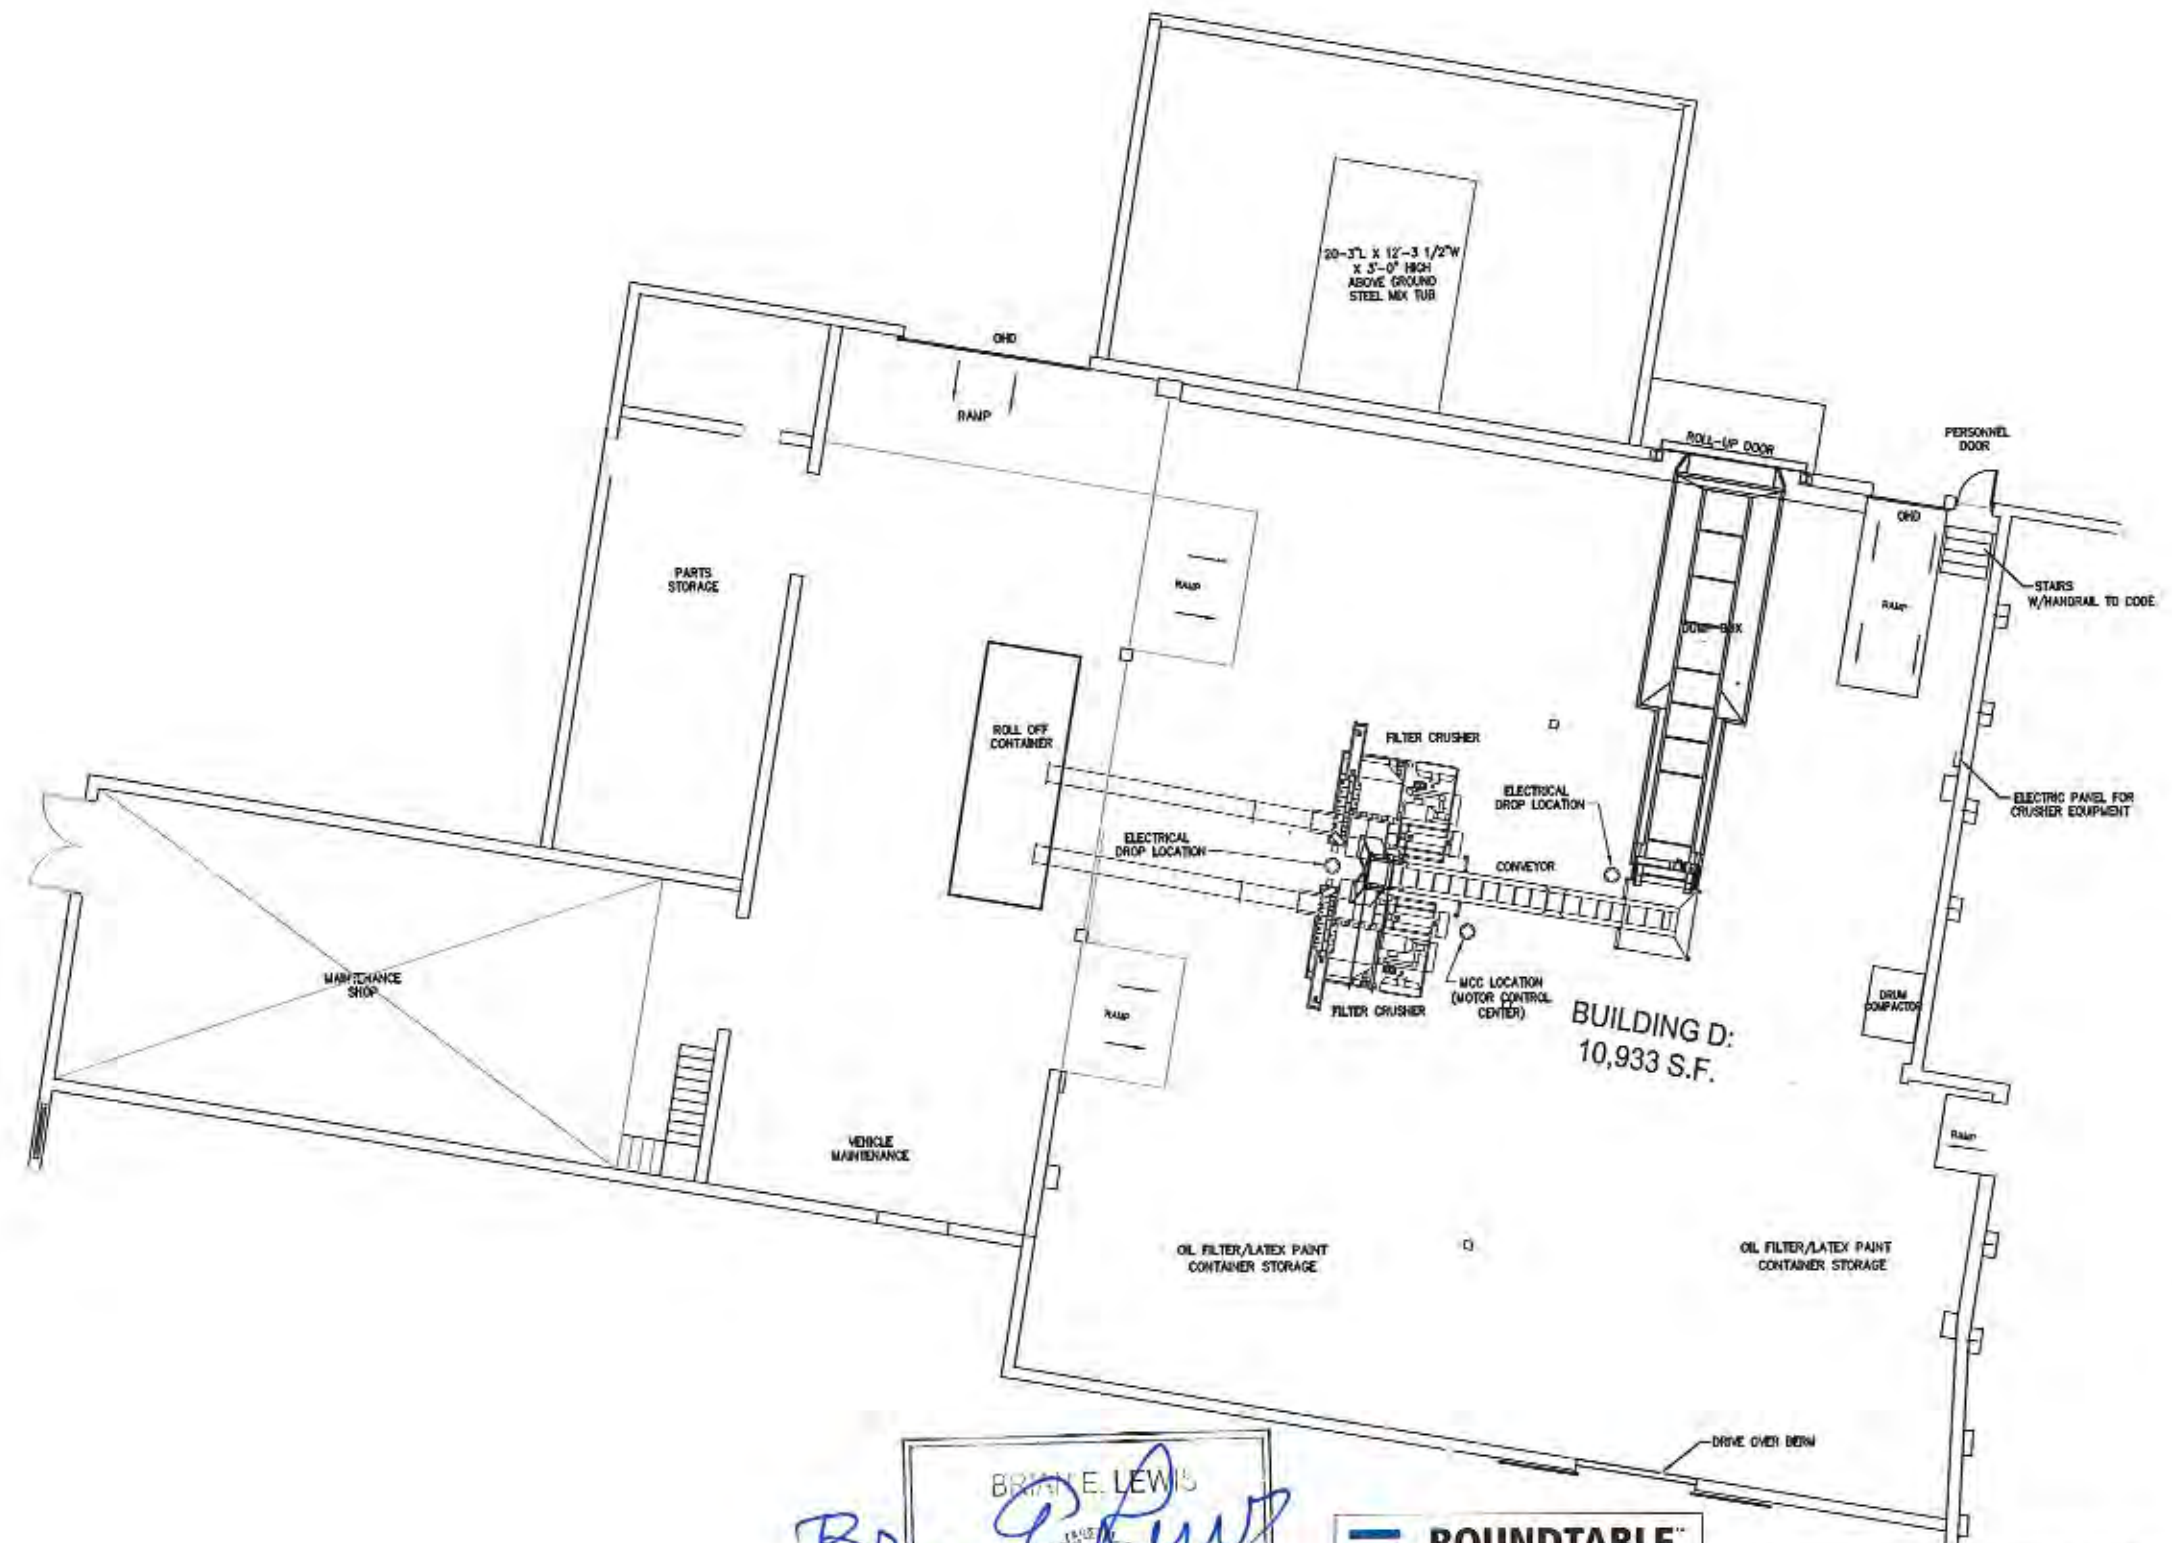 20-3"L X 12'-3 1/2"W
X 3'-0" HIGH
ABOVE GROUND
STEEL MIX TUB
OHD
RAMP
ROLL-UP DOOR
PERSONNEL
DOOR
OHD
STAIRS
W/HANDRAIL TO CODE
RAMP
PARTS
STORAGE
RAMP
DUMP BOX
ROLL OFF
CONTAINER
FILTER CRUSHER
ELECTRICAL
DROP LOCATION
ELECTRIC PANEL FOR
CRUSHER EQUIPMENT
ELECTRICAL
DROP LOCATION
CONVEYOR
MAINTENANCE
SHOP
MCC LOCATION
(MOTOR CONTROL
CENTER)
FILTER CRUSHER
RAMP
DRUM
COMPACTOR
BUILDING D:
10,933 S.F.
RAMP
VEHICLE
MAINTENANCE
OIL FILTER/LATEX PAINT
CONTAINER STORAGE
OIL FILTER/LATEX PAINT
CONTAINER STORAGE
DRIVE OVER BERM
BRIAN E. LEWIS
ROUNDTABLE™